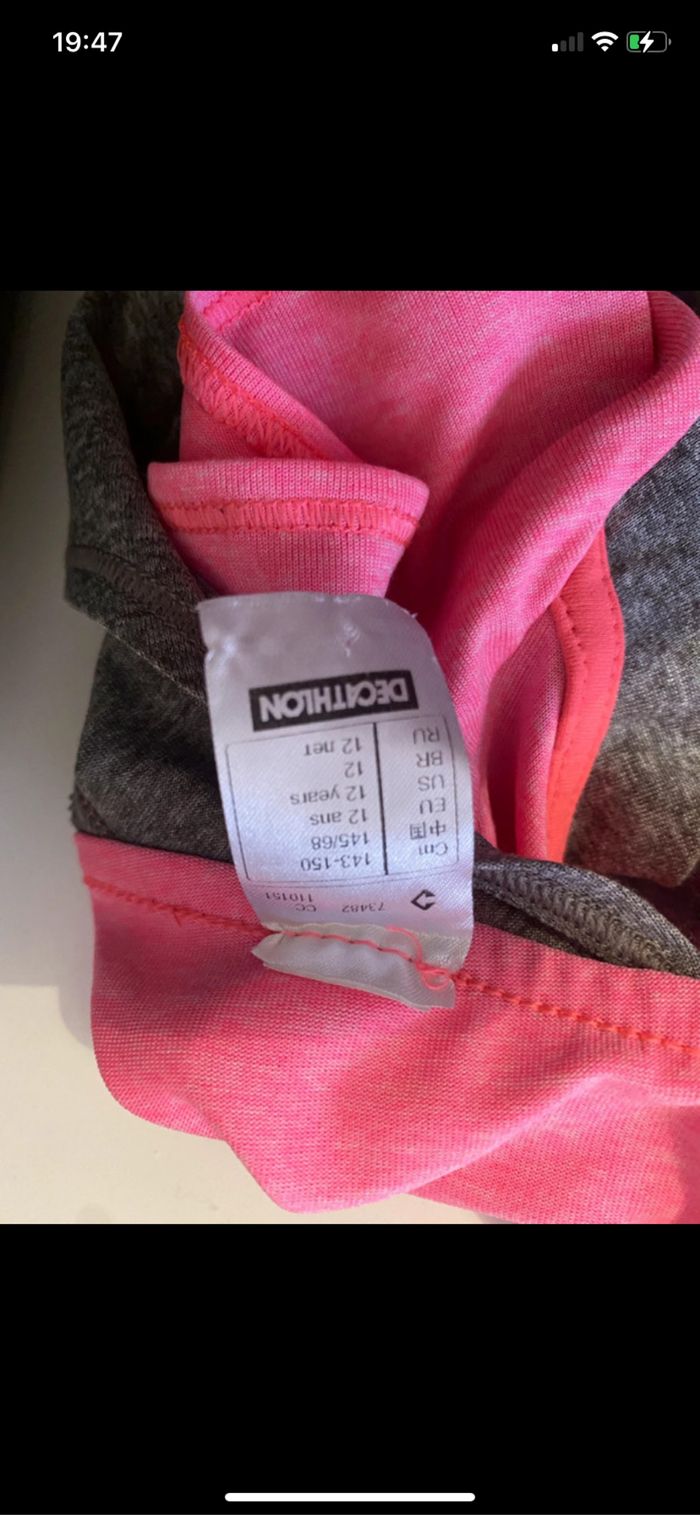 19:47
73482 CC
110151
Cm 143-150
中国 145/68
EU 12 ans
US 12 years
BR 12
RU 12 лет
DECATHLON